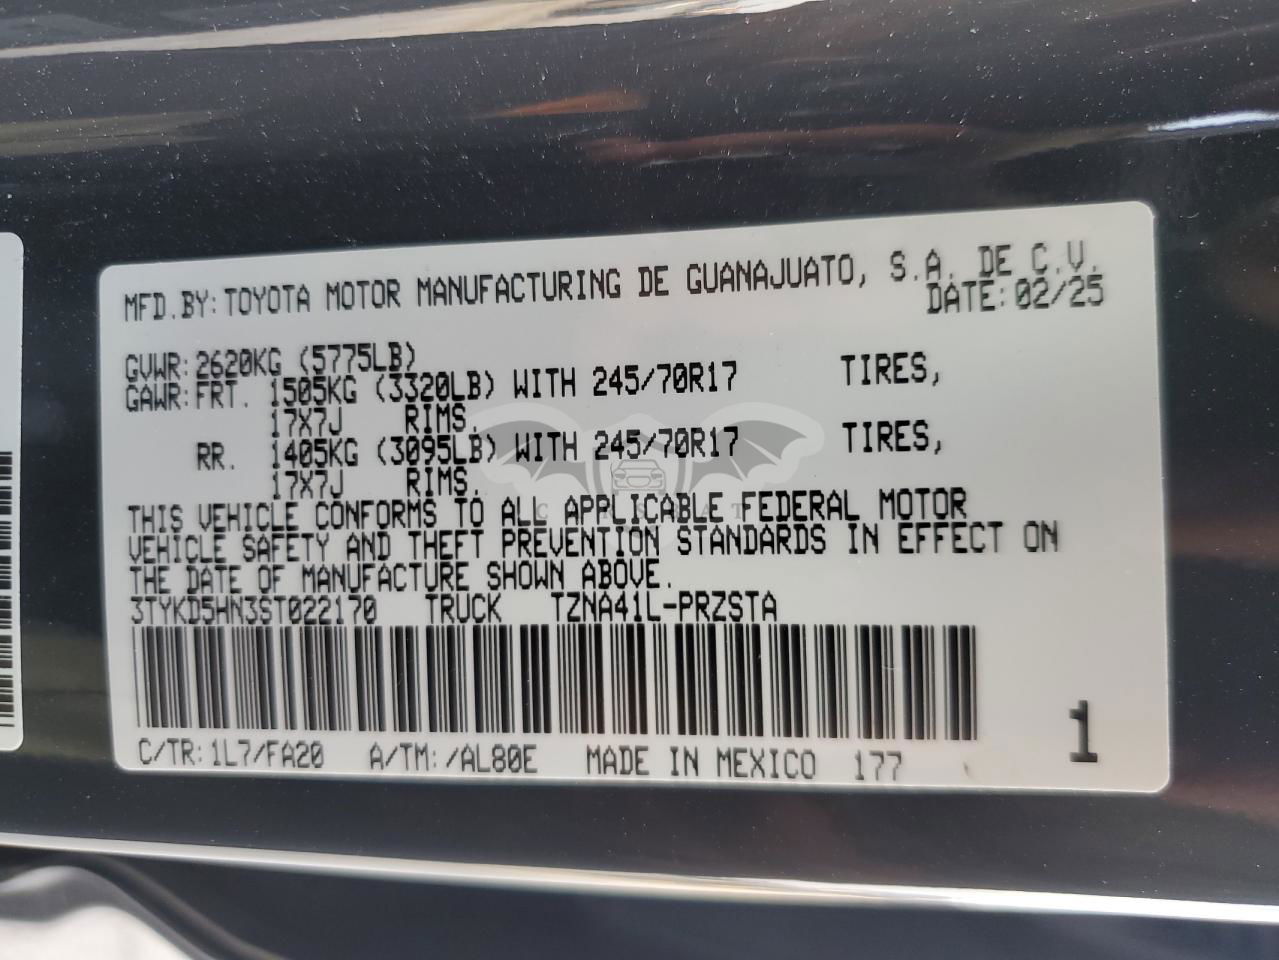 MFD.BY: TOYOTA MOTOR MANUFACTURING DE GUANAJUATO, S.A. DE C.V.
DATE: 02/25
GVWR: 2620KG (5775LB)
GAWR: FRT. 1505KG (3320LB) WITH 245/70R17 TIRES,
17X7J RIMS.
RR. 1405KG (3095LB) WITH 245/70R17 TIRES,
17X7J RIMS.
THIS VEHICLE CONFORMS TO ALL APPLICABLE FEDERAL MOTOR
VEHICLE SAFETY AND THEFT PREVENTION STANDARDS IN EFFECT ON
THE DATE OF MANUFACTURE SHOWN ABOVE.
3TYKD5HN3ST022170 TRUCK TZNA41L-PRZSTA
C/TR: 1L7/FA20 A/TM: /AL80E MADE IN MEXICO 177
1